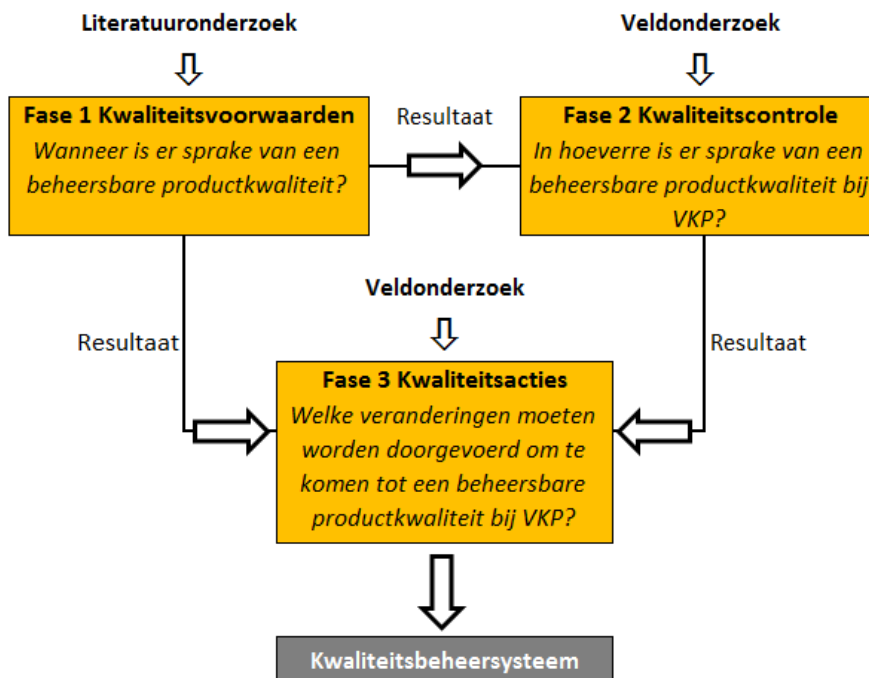 Literatuuronderzoek
Veldonderzoek
Fase 1 Kwaliteitsvoorwaarden
Wanneer is er sprake van een
beheersbare productkwaliteit?
Resultaat
Fase 2 Kwaliteitscontrole
In hoeverre is er sprake van een
beheersbare productkwaliteit bij
VKP?
Veldonderzoek
Resultaat
Resultaat
Fase 3 Kwaliteitsacties
Welke veranderingen moeten
worden doorgevoerd om te
komen tot een beheersbare
productkwaliteit bij VKP?
Kwaliteitsbeheersysteem